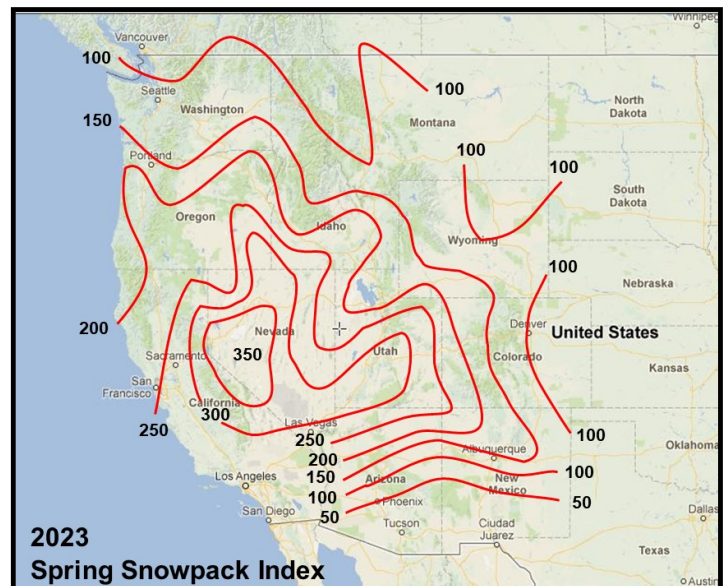 Winnipeg
Vancouver
100
Seattle
Washington
100
North
Dakota
Montana
150
Portland
100
100
South
Dakota
Oregon
Idaho
Wyoming
100
Nebraska
200
Nevada
Denver
United States
350
Utah
Colorado
Sacramento
Kansas
San
Francisco
California
300
250
Las Vegas
250
100
200
Albuquerque
Oklahoma
150
100
Los Angeles
Arizona
New
Mexico
100
Phoenix
50
50
San Diego
Dallas
Tucson
Ciudad
Juarez
2023
Texas
Spring Snowpack Index
Austin